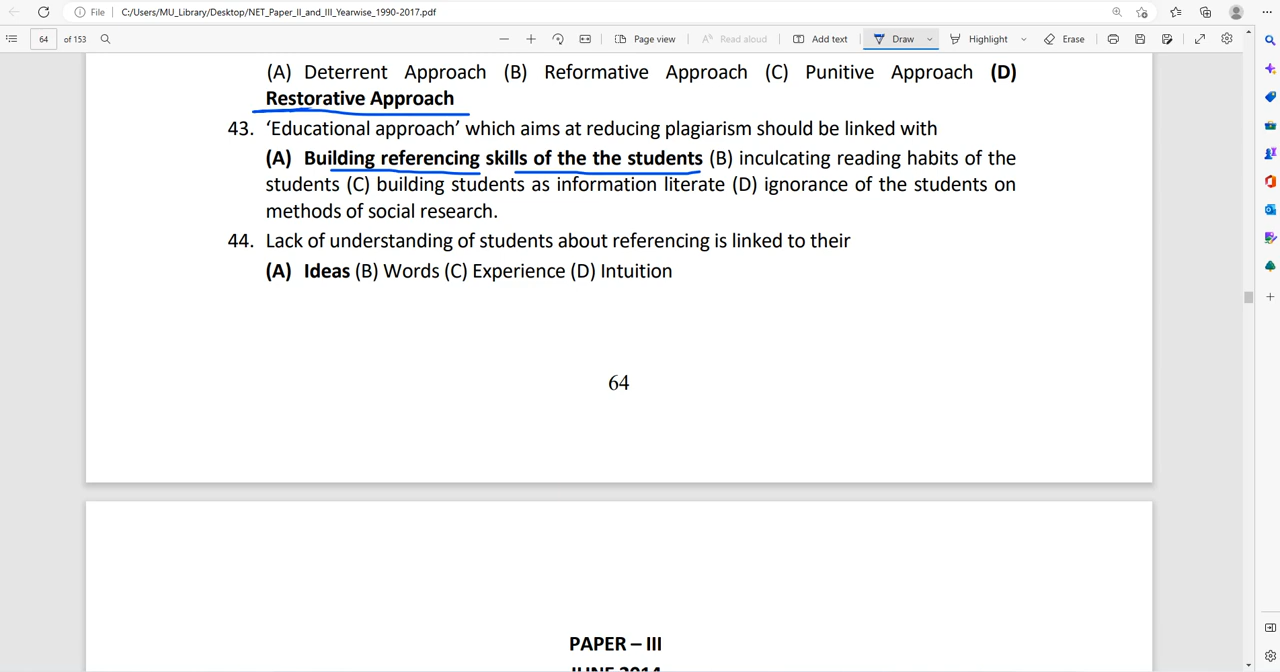 File
C:/Users/MU_Library/Desktop/NET_Paper_II_and_III_Yearwise_1990-2017.pdf
64 of 153
Page view
Read aloud
Add text
Draw
Highlight
Erase
(A) Deterrent Approach (B) Reformative Approach (C) Punitive Approach (D)
Restorative Approach
43. ‘Educational approach’ which aims at reducing plagiarism should be linked with
(A) Building referencing skills of the the students (B) inculcating reading habits of the
students (C) building students as information literate (D) ignorance of the students on
methods of social research.
44. Lack of understanding of students about referencing is linked to their
(A) Ideas (B) Words (C) Experience (D) Intuition
64
PAPER – III
JUNE 2014